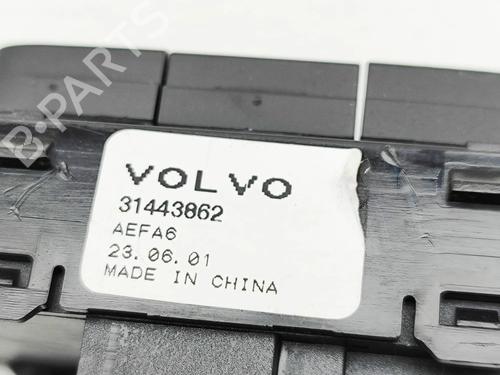 B-PARTS
VOLVO
31443862
AEFA6
23.06.01
MADE IN CHINA